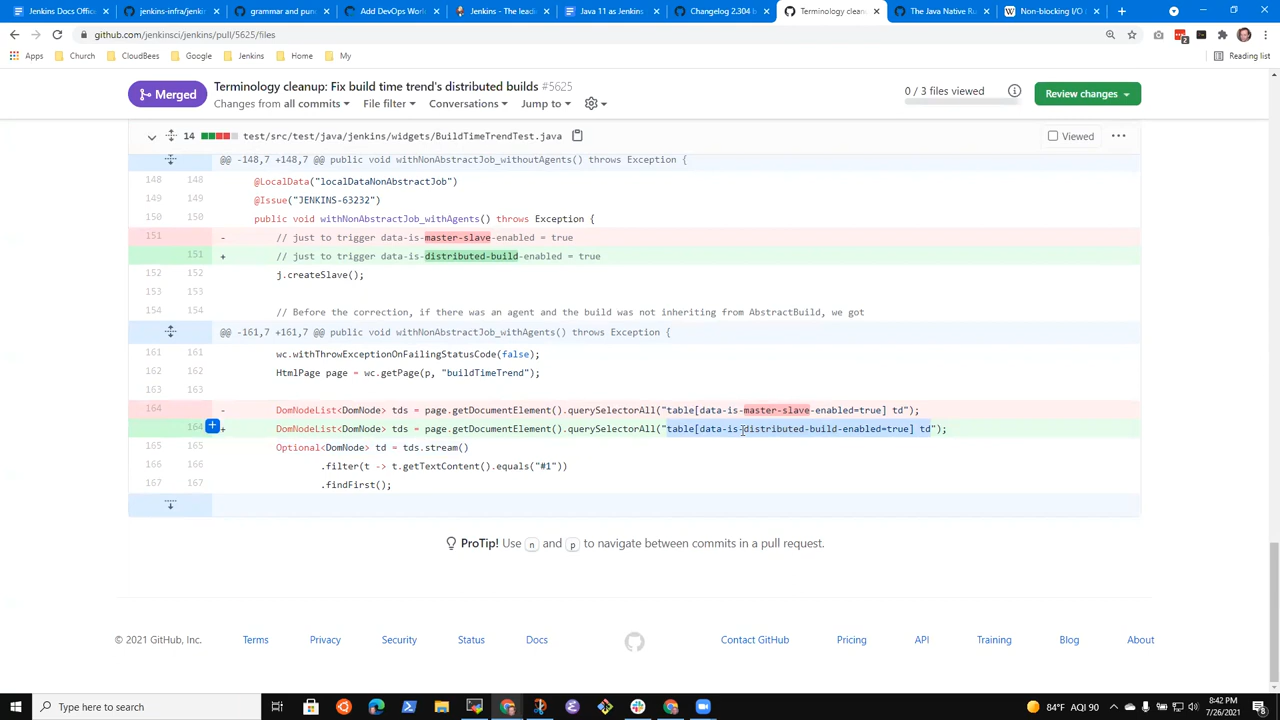 Jenkins Docs Office
jenkins-infra/jenki
grammar and punc
Add DevOps Worl
Jenkins - The leadi
Java 11 as Jenkins
Changelog 2.304 b
Terminology clean
The Java Native Ru
Non-blocking I/O
github.com/jenkinsci/jenkins/pull/5625/files
2
Apps
Church
CloudBees
Google
Jenkins
Home
My
Reading list
Merged
Terminology cleanup: Fix build time trend's distributed builds #5625
Changes from all commits
File filter
Conversations
Jump to
0 / 3 files viewed
Review changes
14
test/src/test/java/jenkins/widgets/BuildTimeTrendTest.java
Viewed
@@ -148,7 +148,7 @@ public void withNonAbstractJob_withoutAgents() throws Exception {
148 148 @LocalData("localDataNonAbstractJob")
149 149 @Issue("JENKINS-63232")
150 150 public void withNonAbstractJob_withAgents() throws Exception {
151 - // just to trigger data-is-master-slave-enabled = true
151 + // just to trigger data-is-distributed-build-enabled = true
152 152 j.createSlave();
153 153
154 154 // Before the correction, if there was an agent and the build was not inheriting from AbstractBuild, we got
@@ -161,7 +161,7 @@ public void withNonAbstractJob_withAgents() throws Exception {
161 161 wc.withThrowExceptionOnFailingStatusCode(false);
162 162 HtmlPage page = wc.getPage(p, "buildTimeTrend");
163 163
164 - DomNodeList<DomNode> tds = page.getDocumentElement().querySelectorAll("table[data-is-master-slave-enabled=true] td");
164 + DomNodeList<DomNode> tds = page.getDocumentElement().querySelectorAll("table[data-is-distributed-build-enabled=true] td");
165 165 Optional<DomNode> td = tds.stream()
166 166 .filter(t -> t.getTextContent().equals("#1"))
167 167 .findFirst();
ProTip! Use n and p to navigate between commits in a pull request.
© 2021 GitHub, Inc.
Terms
Privacy
Security
Status
Docs
Contact GitHub
Pricing
API
Training
Blog
About
Type here to search
84°F AQI 90
8:42 PM
7/26/2021
8